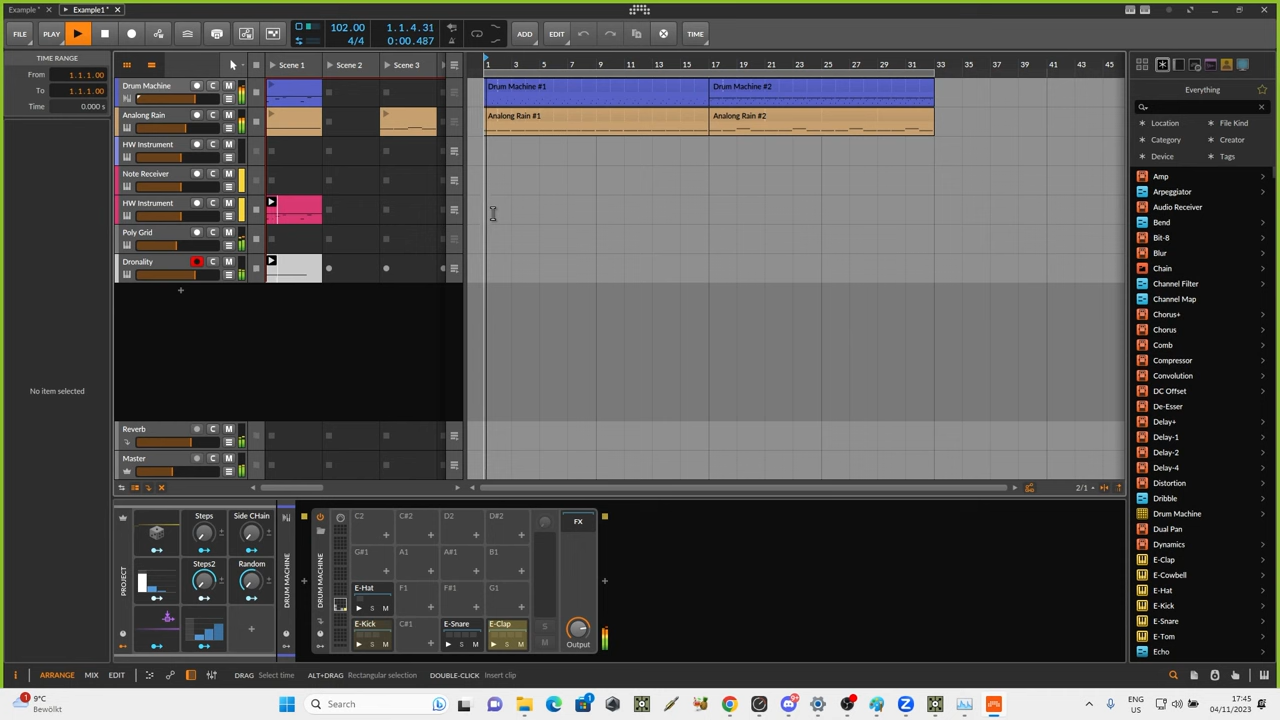 Example *
Example1 *
FILE
PLAY
102.00
4/4
1.1.4.31
0:00.487
ADD
EDIT
TIME
TIME RANGE
From 1.1.1.00
To 1.1.1.00
Time 0.000 s
No item selected
Scene 1
Scene 2
Scene 3
Drum Machine
Analong Rain
HW Instrument
Note Receiver
HW Instrument
Poly Grid
Dronality
Reverb
Master
C
C
C
C
C
C
C
C
C
M
M
M
M
M
M
M
M
M
+
1 3 5 7 9 11 13 15 17 19 21 23 25 27 29 31 33 35 37 39 41 43 45
Drum Machine #1
Drum Machine #2
Analong Rain #1
Analong Rain #2
2/1
Everything
Location
File Kind
Category
Creator
Device
Tags
Amp
Arpeggiator
Audio Receiver
Bend
Bit-8
Blur
Chain
Channel Filter
Channel Map
Chorus+
Chorus
Comb
Compressor
Convolution
DC Offset
De-Esser
Delay+
Delay-1
Delay-2
Delay-4
Distortion
Dribble
Drum Machine
Dual Pan
Dynamics
E-Clap
E-Cowbell
E-Hat
E-Kick
E-Snare
E-Tom
Echo
PROJECT
Steps
Side CHain
Steps2
Random
DRUM MACHINE
DRUM MACHINE
C2
C#2
D2
D#2
G#1
A1
A#1
B1
E-Hat
F1
F#1
G1
E-Kick
C#1
E-Snare
E-Clap
S M
S M
S M
S M
S
M
FX
Output
ARRANGE
MIX
EDIT
DRAG Select time
ALT+DRAG Rectangular selection
DOUBLE-CLICK Insert clip
9°C
Bewölkt
Search
ENG
US
17:45
04/11/2023